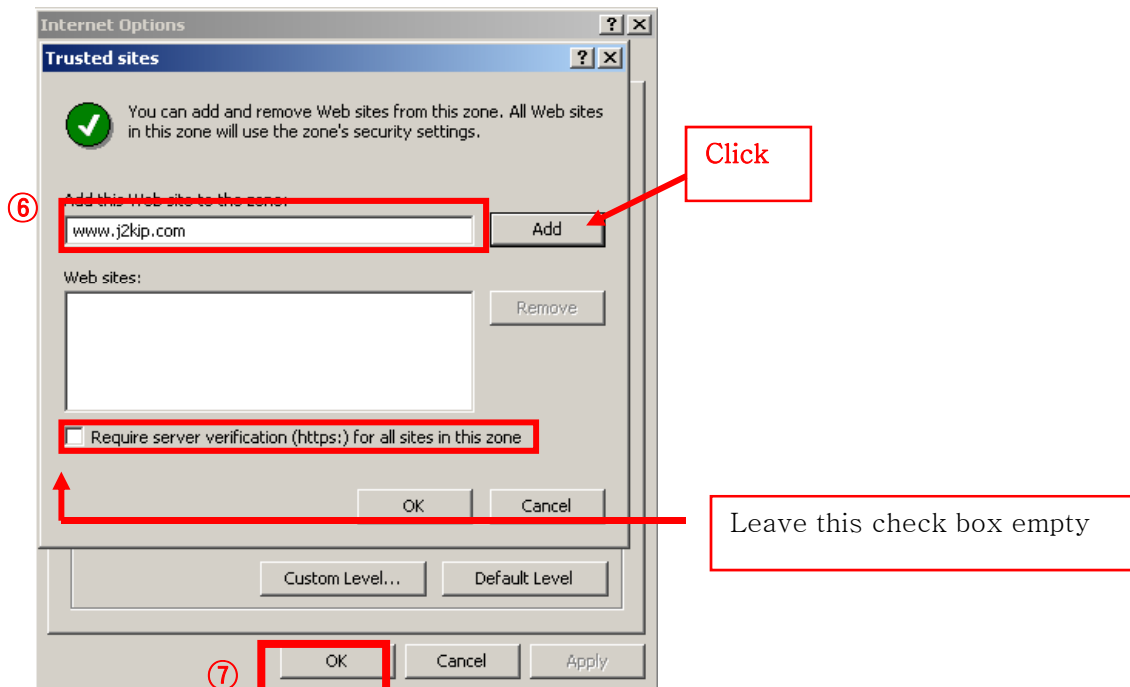 Internet Options
Trusted sites
You can add and remove Web sites from this zone. All Web sites
in this zone will use the zone's security settings.
Click
⑥
Add this Web site to the zone:
www.j2kip.com
Add
Web sites:
Remove
Require server verification (https:) for all sites in this zone
OK
Cancel
Leave this check box empty
Custom Level...
Default Level
⑦
OK
Cancel
Apply